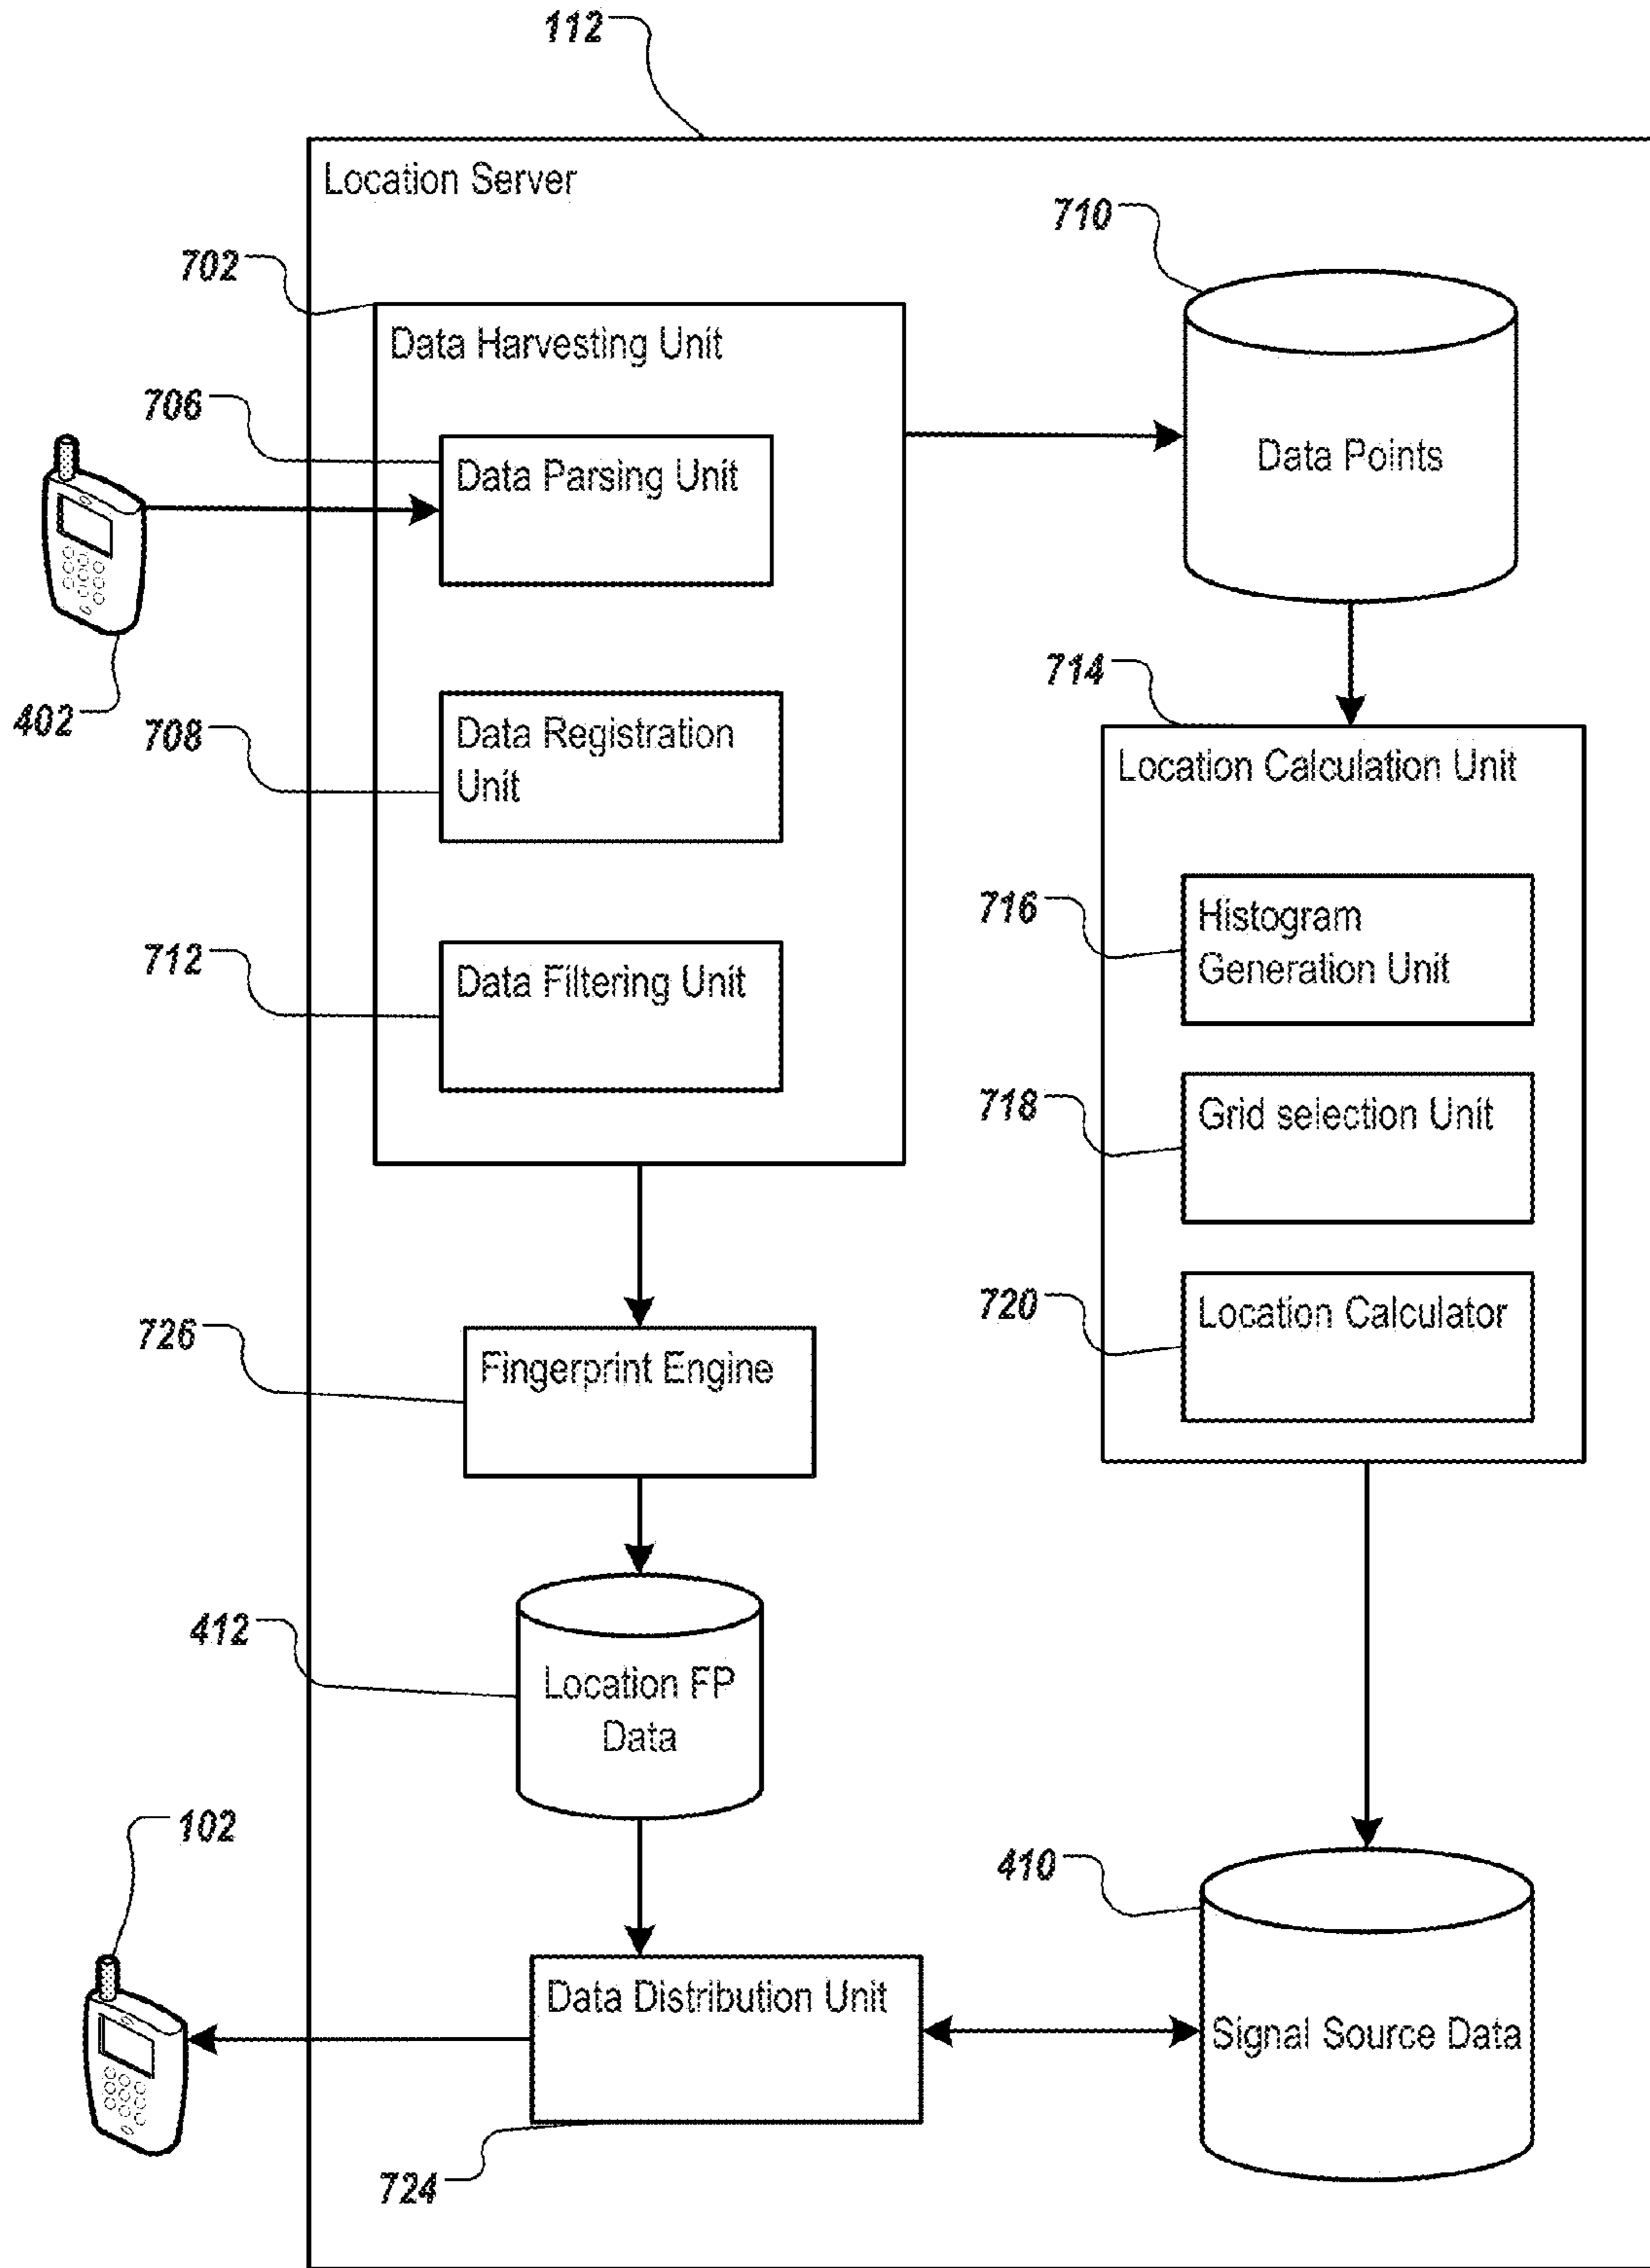 112
Location Server
710
702
Data Harvesting Unit
706
Data Parsing Unit
Data Points
402
714
708
Data Registration
Unit
Location Calculation Unit
716
Histogram
Generation Unit
712
Data Filtering Unit
718
Grid selection Unit
720
Location Calculator
726
Fingerprint Engine
412
Location FP
Data
102
410
Data Distribution Unit
Signal Source Data
724